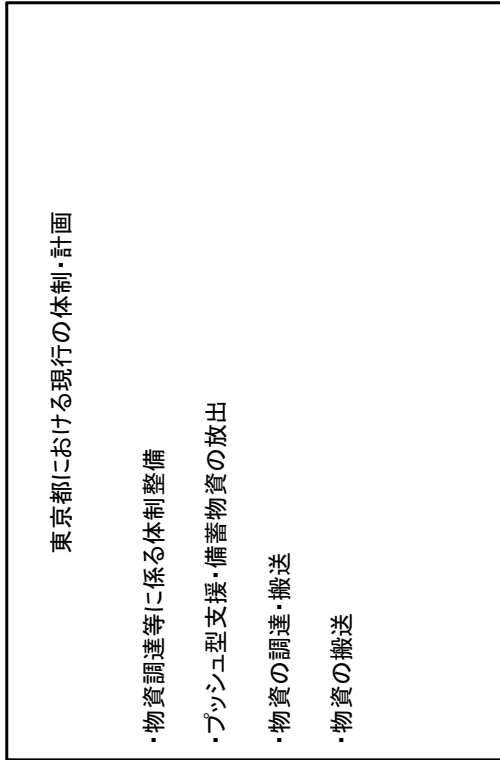 東京都における現行の体制・計画
・物資調達等に係る体制整備
・プッシュ型支援・備蓄物資の放出
・物資の調達・搬送
・物資の搬送